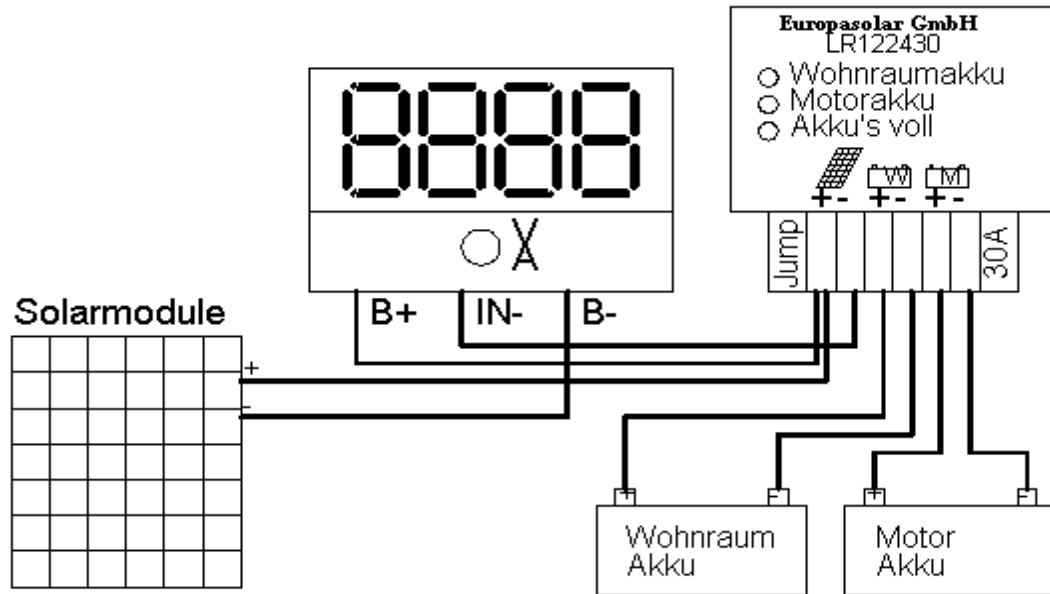 Europasolar GmbH
LR122430
Wohnraumakku
Motorakku
Akku's voll
W M
+ - + - + -
Jump 30A
8888
V
A
B+ IN- B-
Solarmodule
+
-
+ - + -
Wohnraum
Akku
Motor
Akku